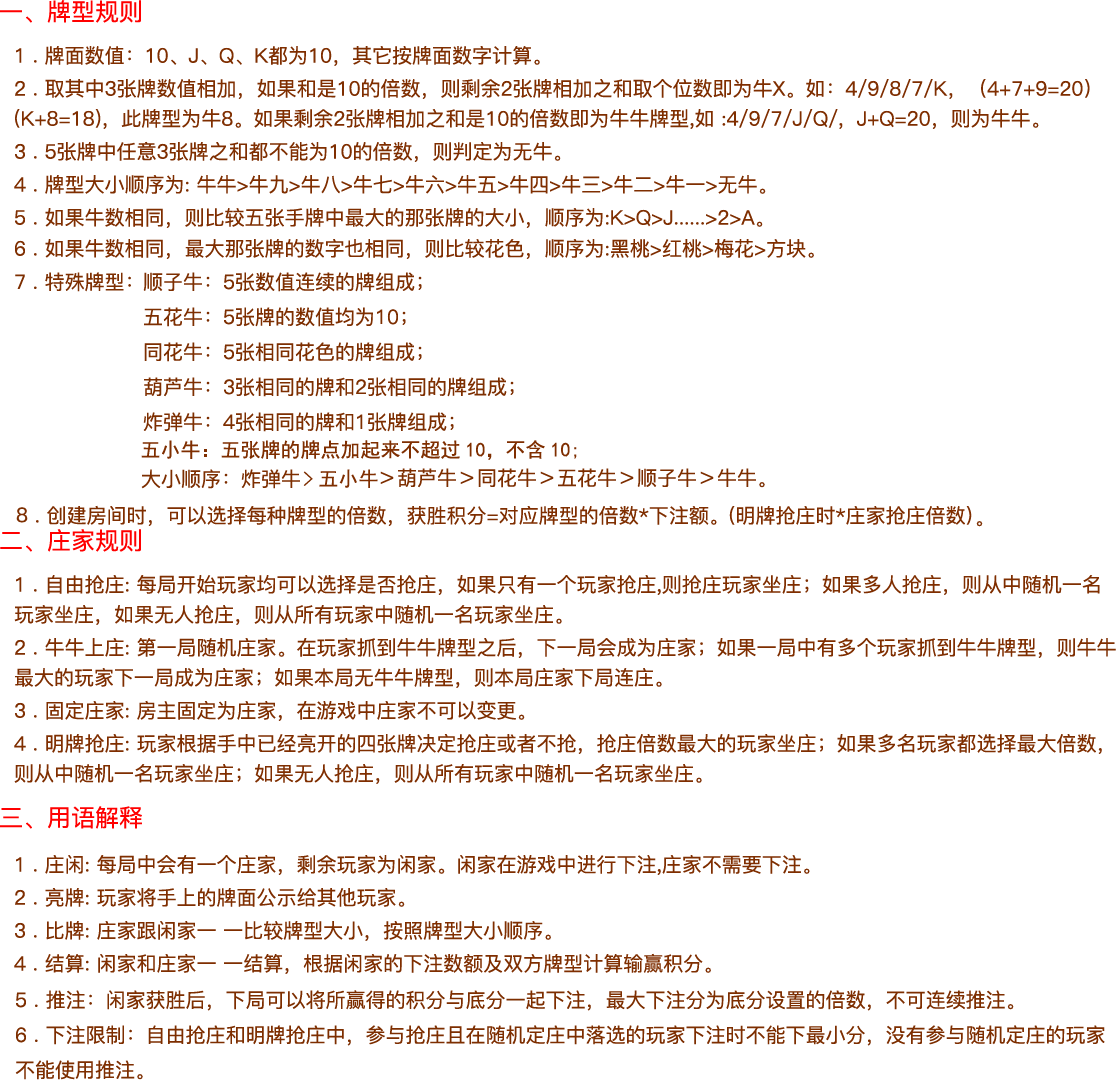 一、牌型规则
1 . 牌面数值：10、J、Q、K都为10，其它按牌面数字计算。
2 . 取其中3张牌数值相加，如果和是10的倍数，则剩余2张牌相加之和取个位数即为牛X。如：4/9/8/7/K，（4+7+9=20）
(K+8=18)，此牌型为牛8。如果剩余2张牌相加之和是10的倍数即为牛牛牌型,如 :4/9/7/J/Q/，J+Q=20，则为牛牛。
3 . 5张牌中任意3张牌之和都不能为10的倍数，则判定为无牛。
4 . 牌型大小顺序为: 牛牛>牛九>牛八>牛七>牛六>牛五>牛四>牛三>牛二>牛一>无牛。
5 . 如果牛数相同，则比较五张手牌中最大的那张牌的大小，顺序为:K>Q>J......>2>A。
6 . 如果牛数相同，最大那张牌的数字也相同，则比较花色，顺序为:黑桃>红桃>梅花>方块。
7 . 特殊牌型：顺子牛：5张数值连续的牌组成；
五花牛：5张牌的数值均为10；
同花牛：5张相同花色的牌组成；
葫芦牛：3张相同的牌和2张相同的牌组成；
炸弹牛：4张相同的牌和1张牌组成；
五小牛：五张牌的牌点加起来不超过 10，不含 10；
大小顺序：炸弹牛＞五小牛＞葫芦牛＞同花牛＞五花牛＞顺子牛＞牛牛。
8 . 创建房间时，可以选择每种牌型的倍数，获胜积分=对应牌型的倍数*下注额。(明牌抢庄时*庄家抢庄倍数)。
二、庄家规则
1 . 自由抢庄: 每局开始玩家均可以选择是否抢庄，如果只有一个玩家抢庄,则抢庄玩家坐庄；如果多人抢庄，则从中随机一名
玩家坐庄，如果无人抢庄，则从所有玩家中随机一名玩家坐庄。
2 . 牛牛上庄: 第一局随机庄家。在玩家抓到牛牛牌型之后，下一局会成为庄家；如果一局中有多个玩家抓到牛牛牌型，则牛牛
最大的玩家下一局成为庄家；如果本局无牛牛牌型，则本局庄家下局连庄。
3 . 固定庄家: 房主固定为庄家，在游戏中庄家不可以变更。
4 . 明牌抢庄: 玩家根据手中已经亮开的四张牌决定抢庄或者不抢，抢庄倍数最大的玩家坐庄；如果多名玩家都选择最大倍数，
则从中随机一名玩家坐庄；如果无人抢庄，则从所有玩家中随机一名玩家坐庄。
三、用语解释
1 . 庄闲: 每局中会有一个庄家，剩余玩家为闲家。闲家在游戏中进行下注,庄家不需要下注。
2 . 亮牌: 玩家将手上的牌面公示给其他玩家。
3 . 比牌: 庄家跟闲家一 一比较牌型大小，按照牌型大小顺序。
4 . 结算: 闲家和庄家一 一结算，根据闲家的下注数额及双方牌型计算输赢积分。
5 . 推注：闲家获胜后，下局可以将所赢得的积分与底分一起下注，最大下注分为底分设置的倍数，不可连续推注。
6 . 下注限制：自由抢庄和明牌抢庄中，参与抢庄且在随机定庄中落选的玩家下注时不能下最小分，没有参与随机定庄的玩家
不能使用推注。